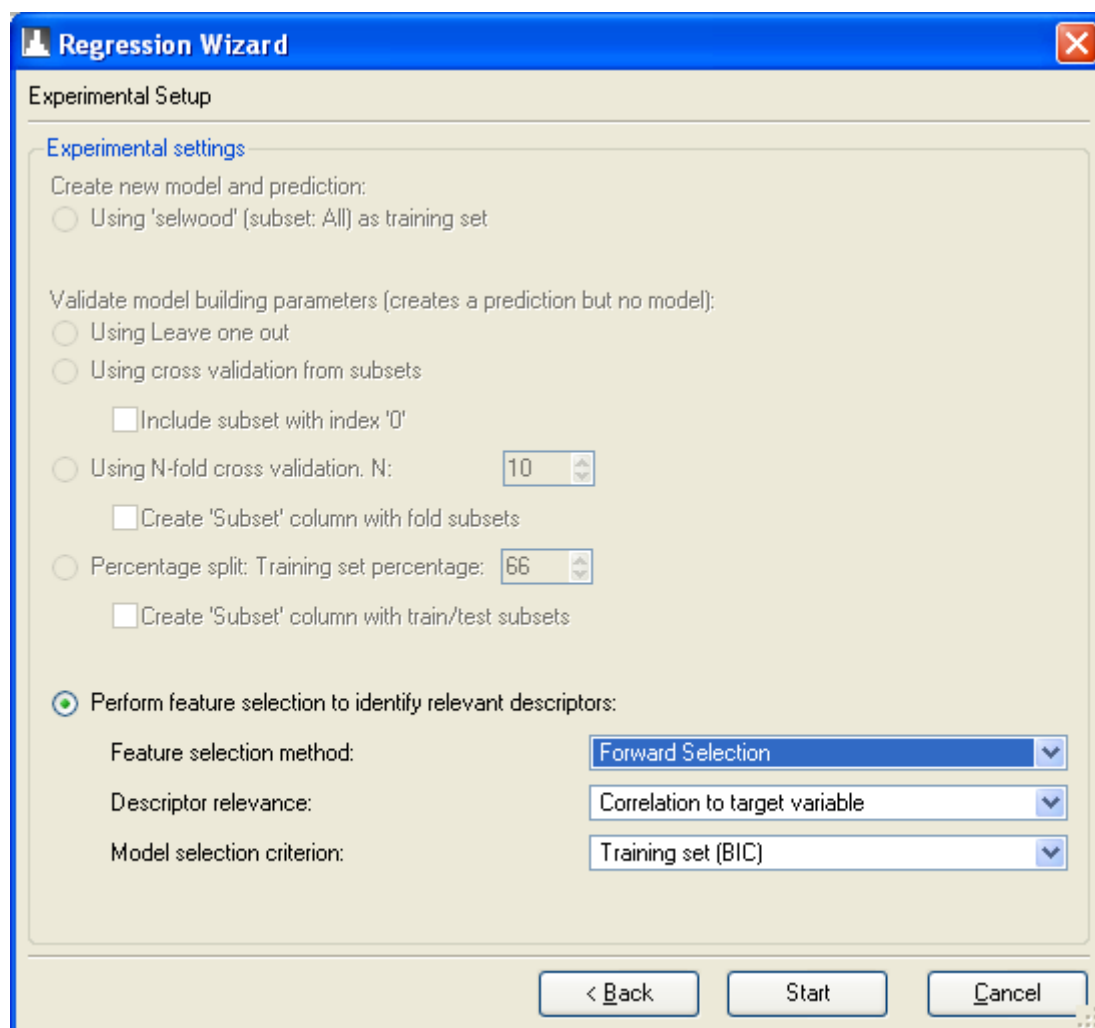 Regression Wizard
Experimental Setup
Experimental settings
Create new model and prediction:
Using 'selwood' (subset: All) as training set
Validate model building parameters (creates a prediction but no model):
Using Leave one out
Using cross validation from subsets
Include subset with index '0'
Using N-fold cross validation. N: 10
Create 'Subset' column with fold subsets
Percentage split: Training set percentage: 66
Create 'Subset' column with train/test subsets
Perform feature selection to identify relevant descriptors:
Feature selection method: Forward Selection
Descriptor relevance: Correlation to target variable
Model selection criterion: Training set (BIC)
< Back Start Cancel